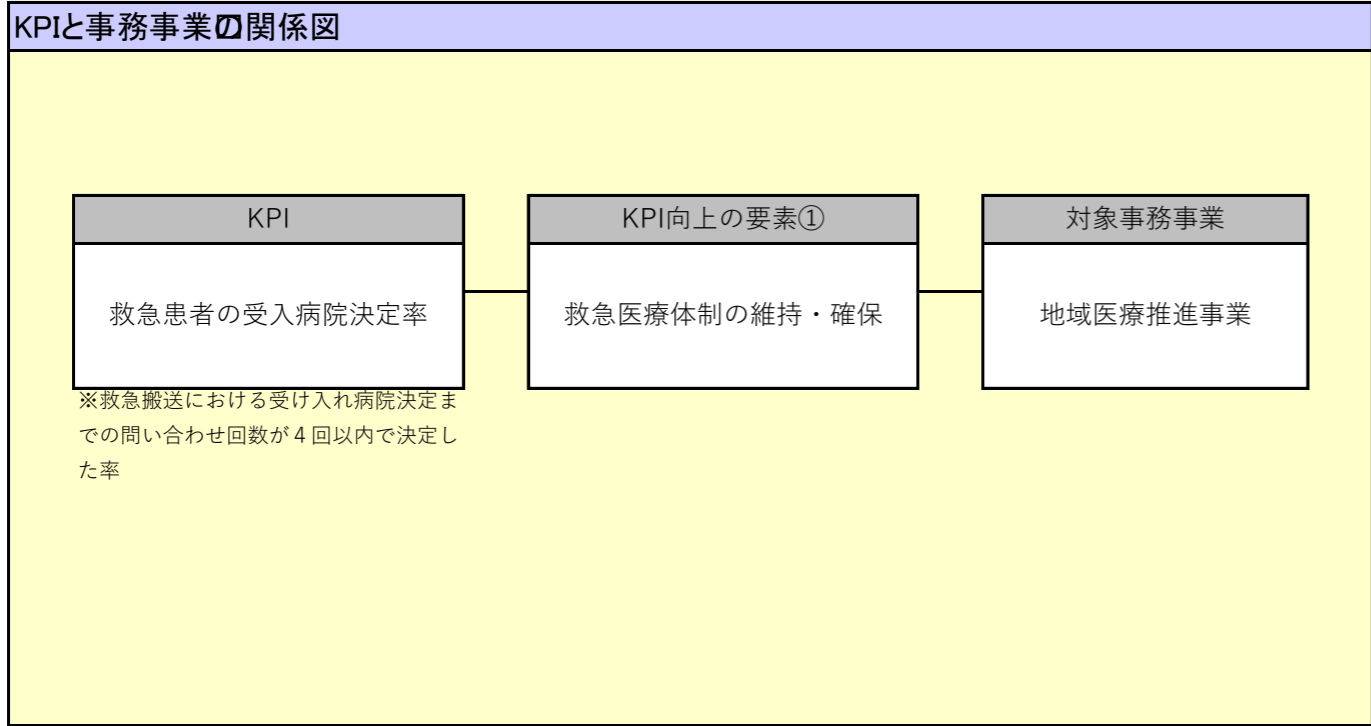 KPIと事務事業の関係図
KPI
KPI向上の要素①
対象事務事業
救急患者の受入病院決定率
救急医療体制の維持・確保
地域医療推進事業
※救急搬送における受け入れ病院決定ま
での問い合わせ回数が４回以内で決定し
た率